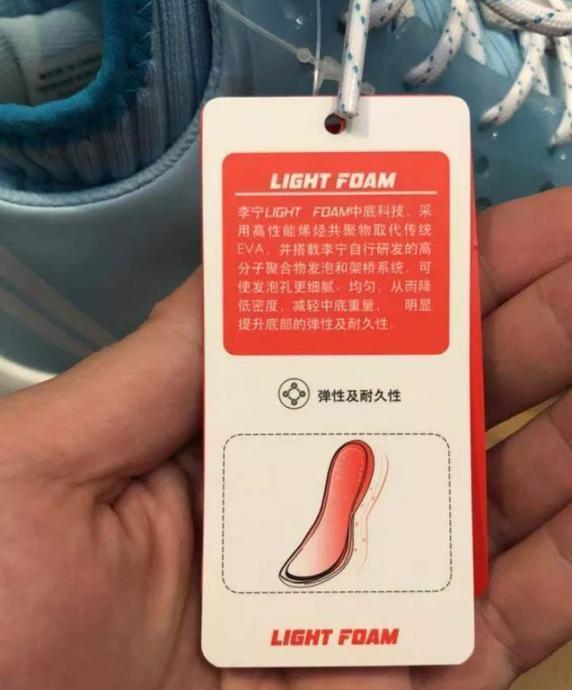 LIGHT FOAM
李宁LIGHT FOAM中底科技，采
用高性能烯烃共聚物取代传统
EVA，并搭载李宁自行研发的高
分子聚合物发泡和架桥系统，可
使发泡孔更细腻、均匀，从而降
低密度，减轻中底重量， 明显
提升底部的弹性及耐久性。
弹性及耐久性
LIGHT FOAM